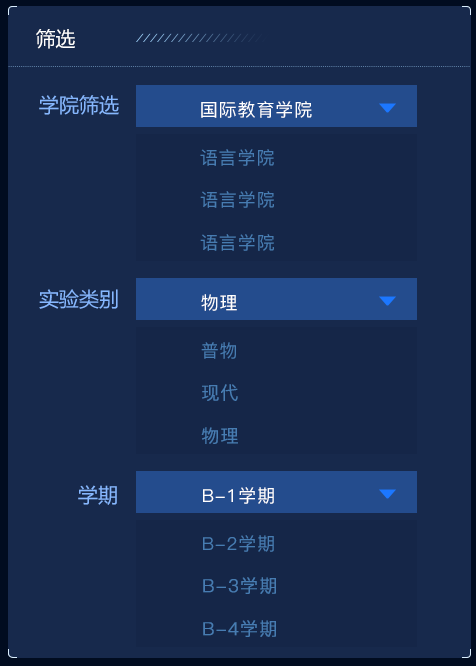 筛选
学院筛选 国际教育学院
语言学院
语言学院
语言学院
实验类别 物理
普物
现代
物理
学期 B-1学期
B-2学期
B-3学期
B-4学期